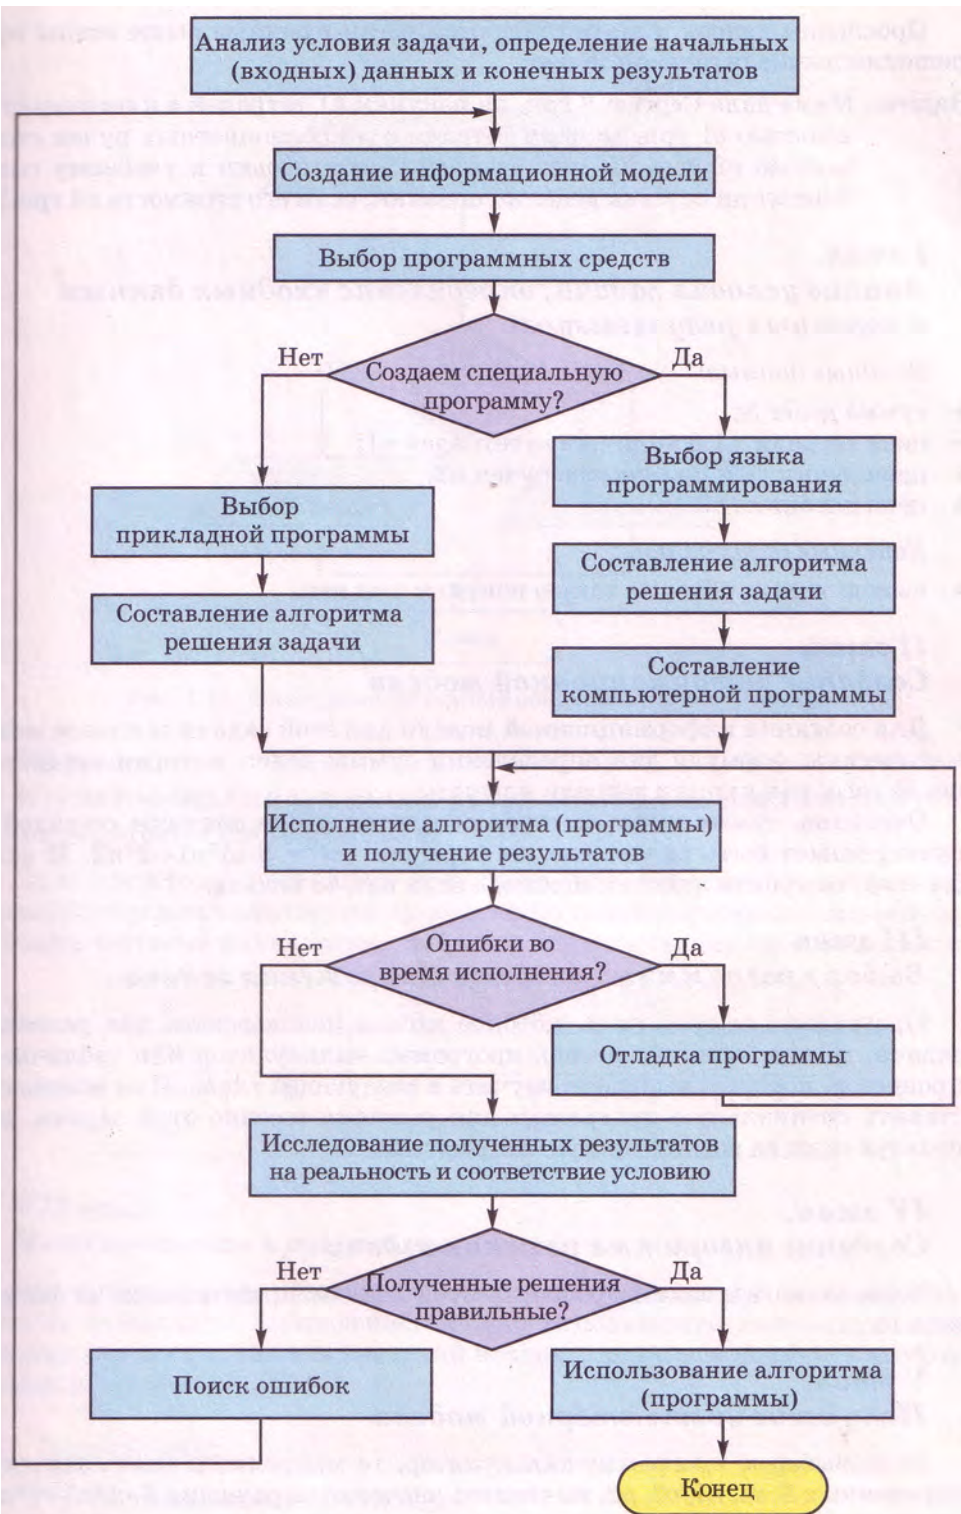 Анализ условия задачи, определение начальных
(входных) данных и конечных результатов
Создание информационной модели
Выбор программных средств
Нет
Да
Создаем специальную
программу?
Выбор языка
программирования
Выбор
прикладной программы
Составление алгоритма
решения задачи
Составление алгоритма
решения задачи
Составление
компьютерной программы
Исполнение алгоритма (программы)
и получение результатов
Нет
Да
Ошибки во
время исполнения?
Отладка программы
Исследование полученных результатов
на реальность и соответствие условию
Нет
Да
Полученные решения
правильные?
Поиск ошибок
Использование алгоритма
(программы)
Конец